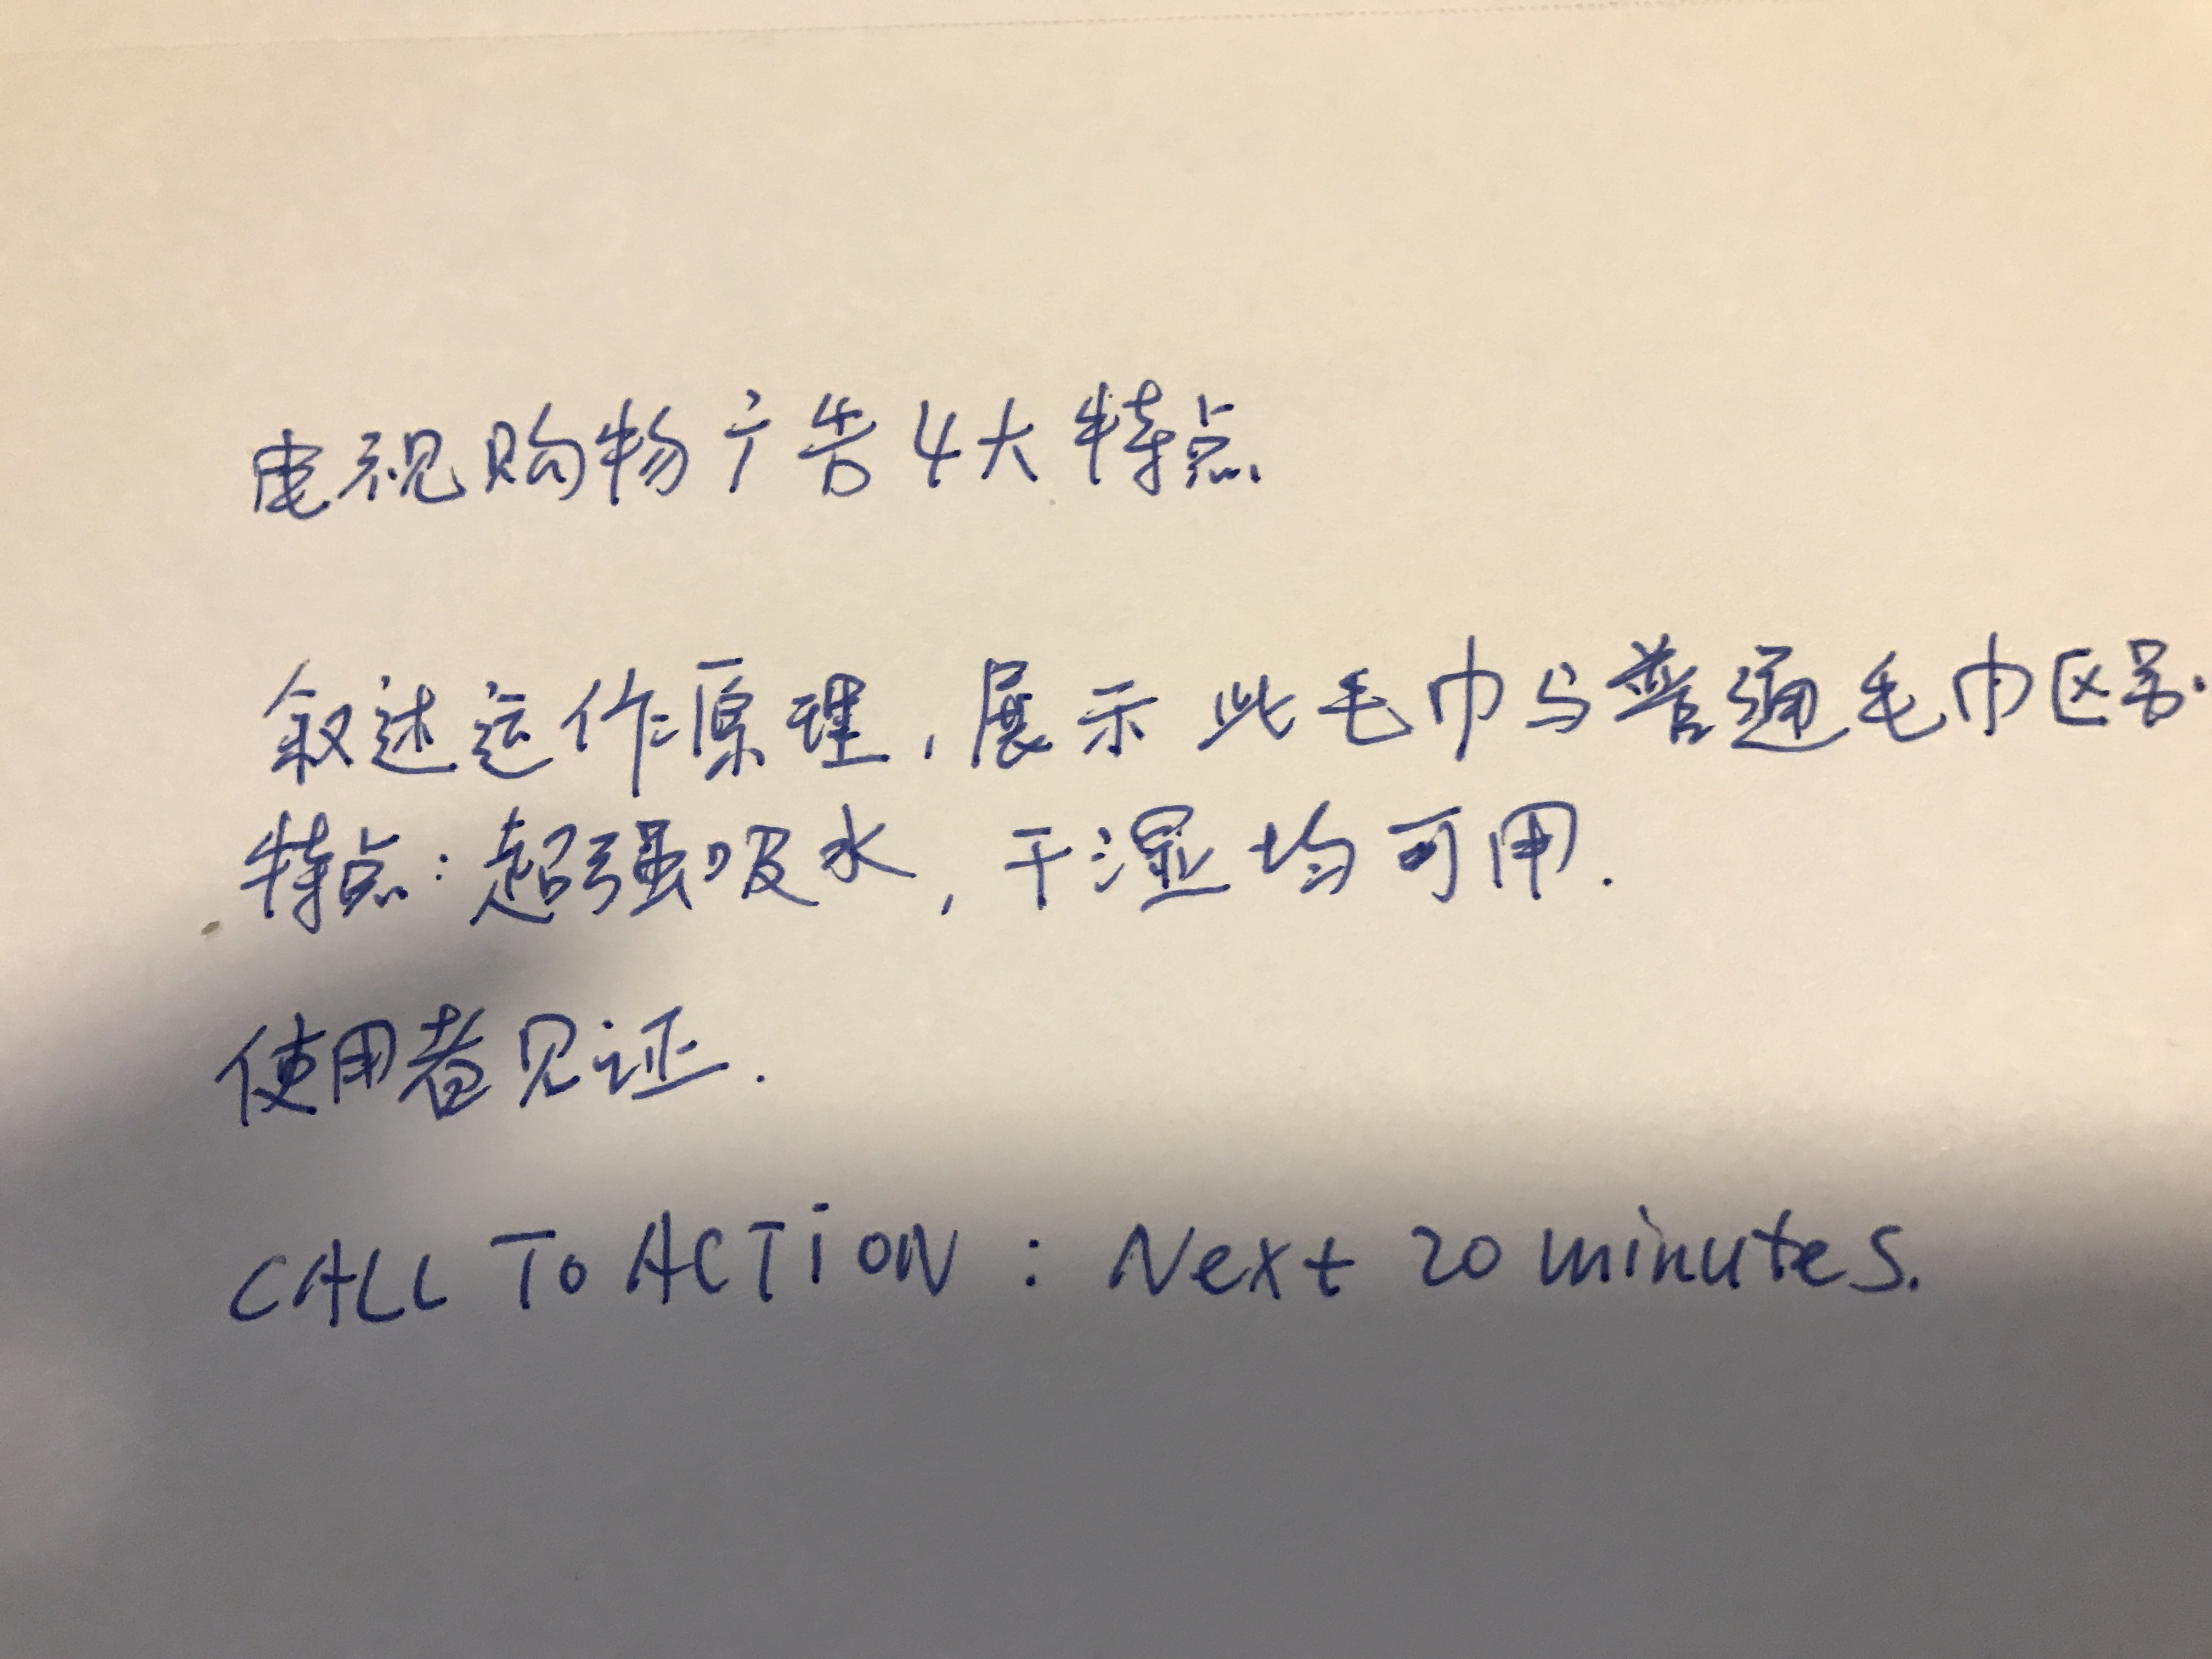 电视购物广告4大特点.
叙述运作原理，展示此毛巾与普通毛巾区别.
特点：超强吸水，干湿均可用.
使用者见证.
CALL To ACTiON : Next 20 minutes.